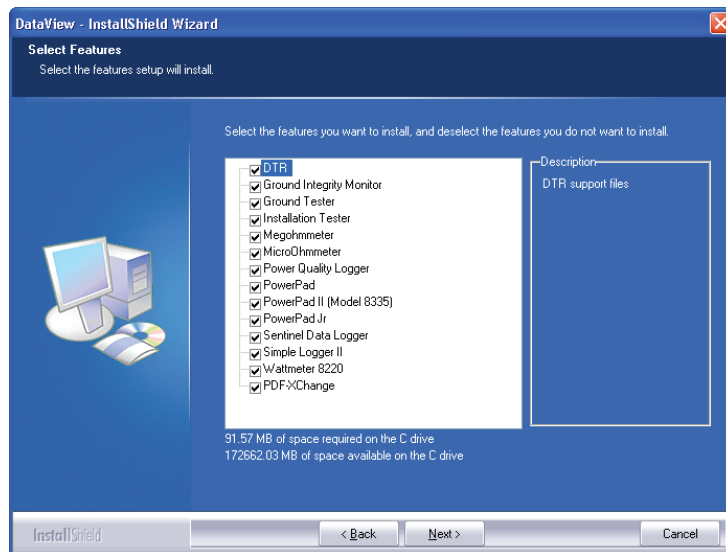 DataView - InstallShield Wizard
Select Features
Select the features setup will install.
Select the features you want to install, and deselect the features you do not want to install.
DTR
Ground Integrity Monitor
Ground Tester
Installation Tester
Megohmmeter
MicroOhmmeter
Power Quality Logger
PowerPad
PowerPad II (Model 8335)
PowerPad Jr
Sentinel Data Logger
Simple Logger II
Wattmeter 8220
PDF-XChange
Description
DTR support files
91.57 MB of space required on the C drive
172662.03 MB of space available on the C drive
InstallShield
< Back
Next >
Cancel